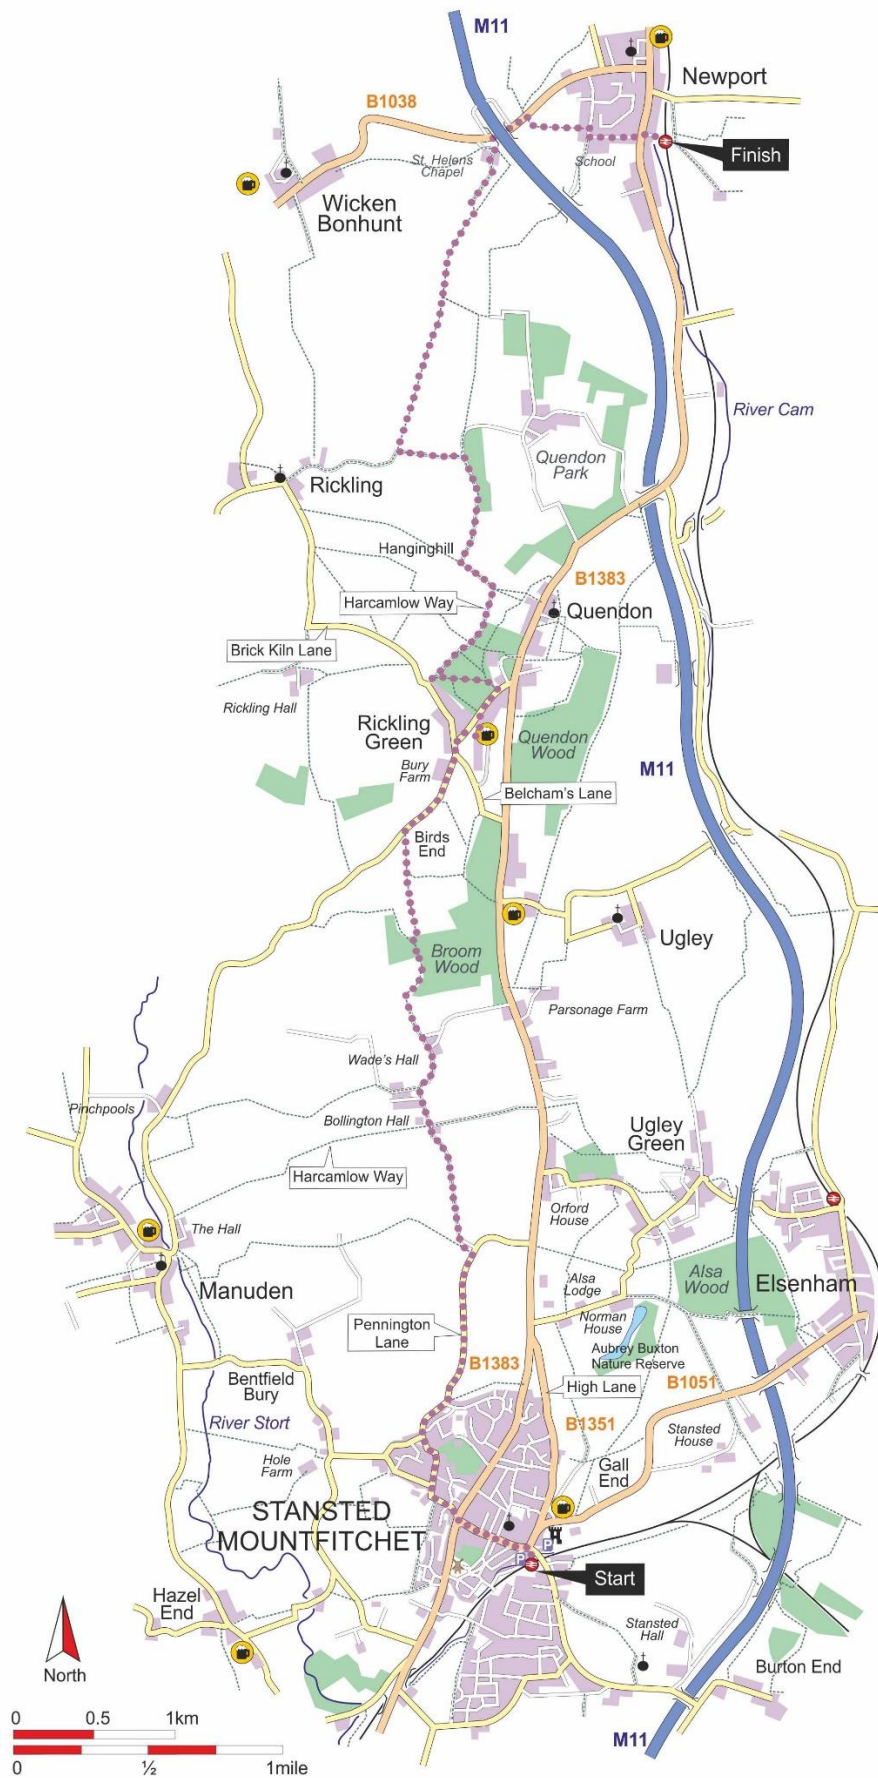 M11
Newport
B1038
St. Helens
Chapel
School
Finish
Wicken
Bonhunt
River Cam
Quendon
Park
Rickling
Hanginghill
B1383
Harcamlow Way
Quendon
Brick Kiln Lane
Rickling Hall
Rickling
Green
Quendon
Wood
Bury
Farm
M11
Belcham's Lane
Birds
End
Ugley
Broom
Wood
Parsonage Farm
Wade's Hall
Pinchpools
Bollington Hall
Ugley
Green
Harcamlow Way
Orford
House
The Hall
Manuden
Alsa
Lodge
Alsa
Wood
Elsenham
Norman
House
Pennington
Lane
Aubrey Buxton
Nature Reserve
B1383
High Lane
B1051
Bentfield
Bury
B1351
River Stort
Stansted
House
Hole
Farm
Gall
End
STANSTED
MOUNTFITCHET
P
P
Start
Hazel
End
Stansted
Hall
North
Burton End
0 0.5 1km
0 ½ 1mile
M11